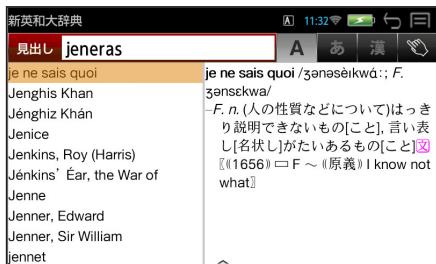 新英和大辞典
A 11:32
見出し jeneras A あ 漢
je ne sais quoi
Jenghis Khan
Jénghiz Khán
Jenice
Jenkins, Roy (Harris)
Jénkins' Éar, the War of
Jenne
Jenner, Edward
Jenner, Sir William
jennet
je ne sais quoi /ʒənəsèɪkwɑ́ː; F.
ʒənsɛkwa/
–F. n. (人の性質などについて)はっき
り説明できないもの[こと], 言い表
し[名状し]がたいあるもの[こと]文
〖《1656》▭ F ～《原義》I know not
what〗